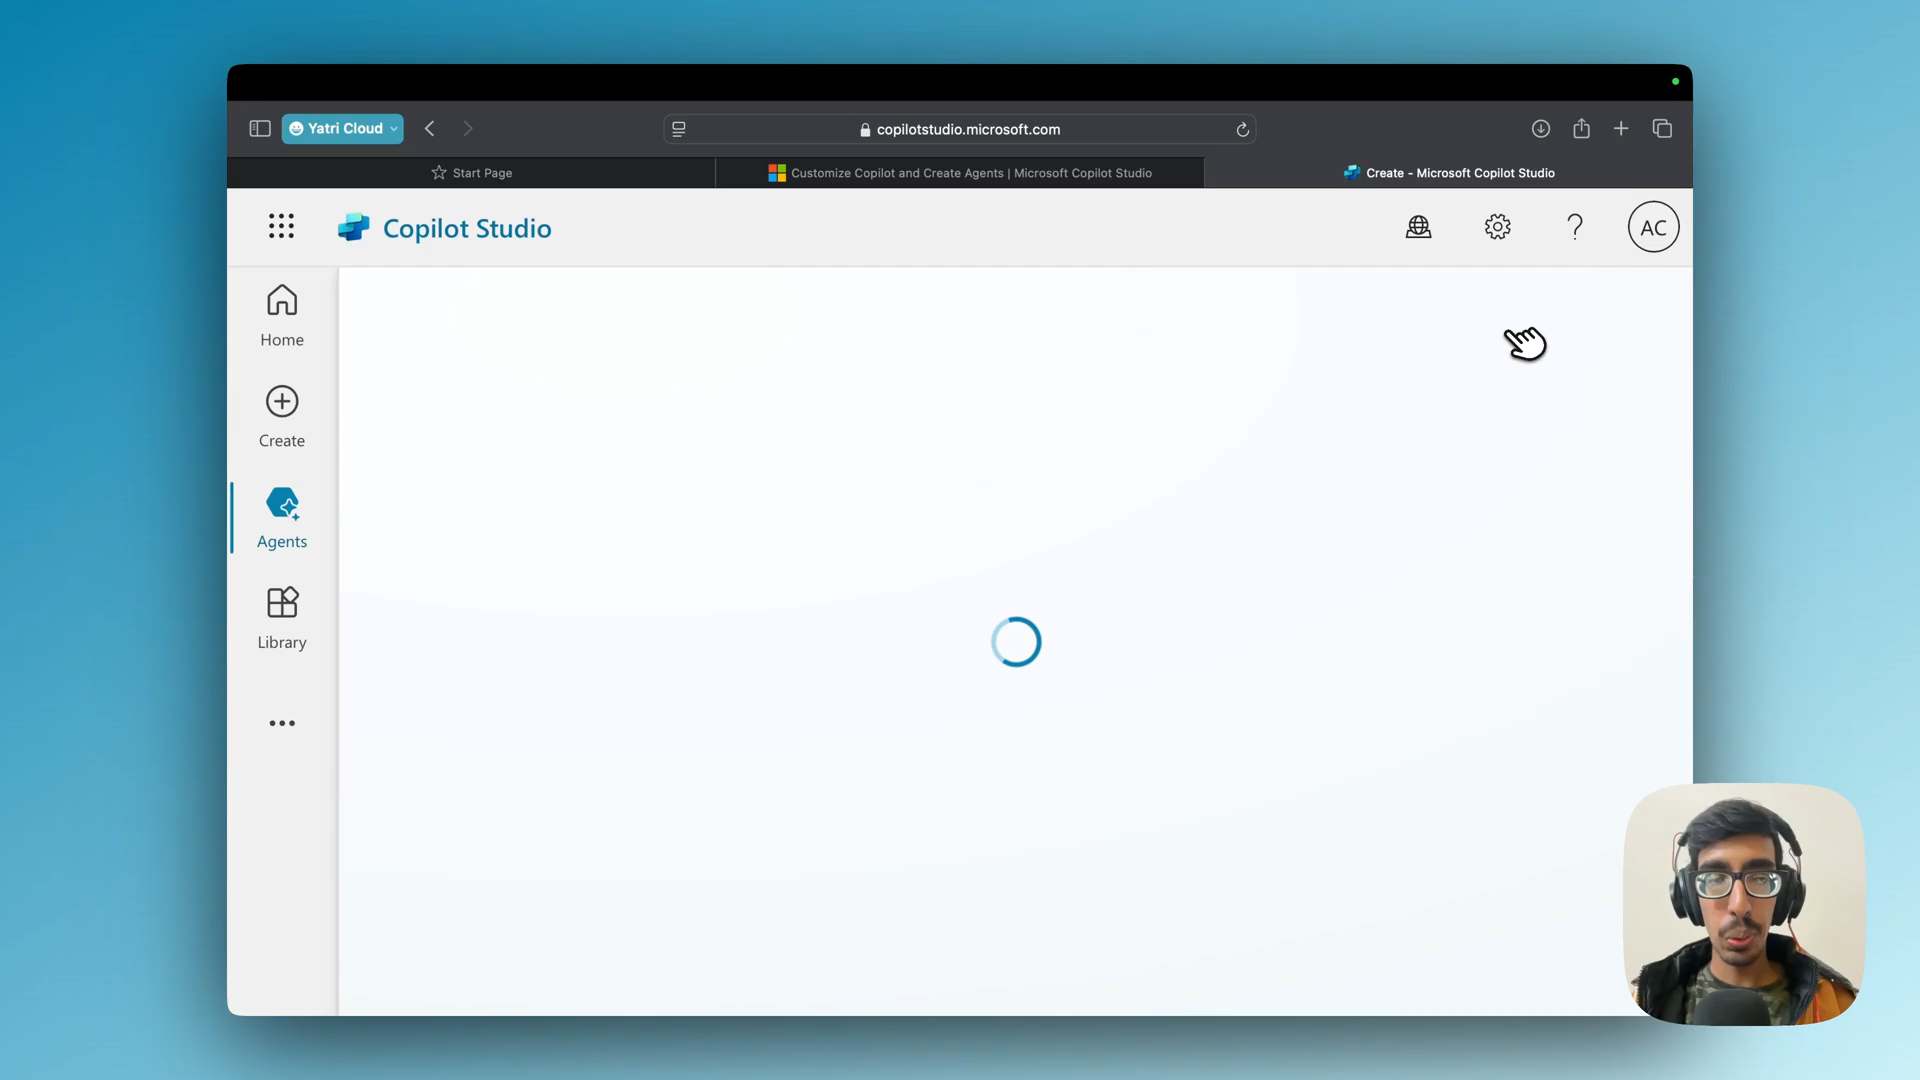 Yatri Cloud
copilotstudio.microsoft.com
Start Page
Customize Copilot and Create Agents | Microsoft Copilot Studio
Create - Microsoft Copilot Studio
Copilot Studio
AC
Home
Create
Agents
Library